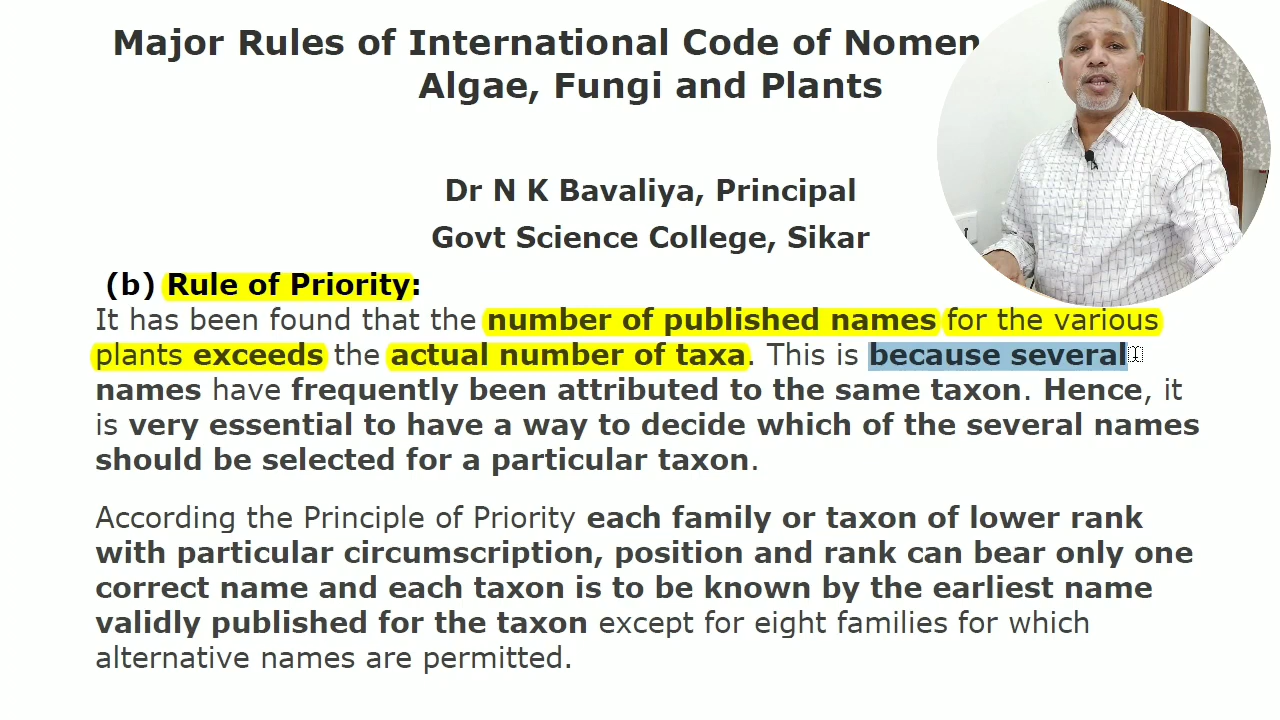 Major Rules of International Code of Nomen
Algae, Fungi and Plants
Dr N K Bavaliya, Principal
Govt Science College, Sikar
(b) Rule of Priority:
It has been found that the number of published names for the various
plants exceeds the actual number of taxa. This is because several
names have frequently been attributed to the same taxon. Hence, it
is very essential to have a way to decide which of the several names
should be selected for a particular taxon.
According the Principle of Priority each family or taxon of lower rank
with particular circumscription, position and rank can bear only one
correct name and each taxon is to be known by the earliest name
validly published for the taxon except for eight families for which
alternative names are permitted.